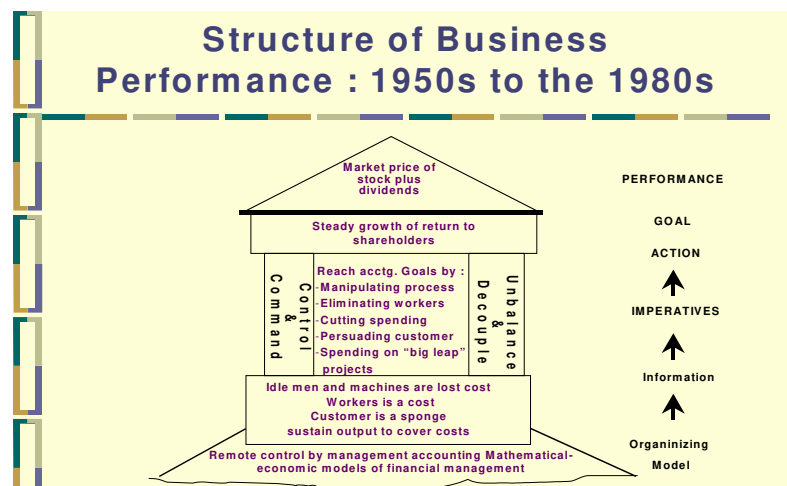 Structure of Business
Performance : 1950s to the 1980s
Market price of
stock plus
dividends
PERFORMANCE
Steady growth of return to
shareholders
GOAL
ACTION
Command
&
Control
Reach acctg. Goals by :
-Manipulating process
-Eliminating workers
-Cutting spending
-Persuading customer
-Spending on “big leap”
projects
Decouple
&
Unbalance
IMPERATIVES
Idle men and machines are lost cost
Workers is a cost
Customer is a sponge
sustain output to cover costs
Information
Remote control by management accounting Mathematical-
economic models of financial management
Organinizing
Model